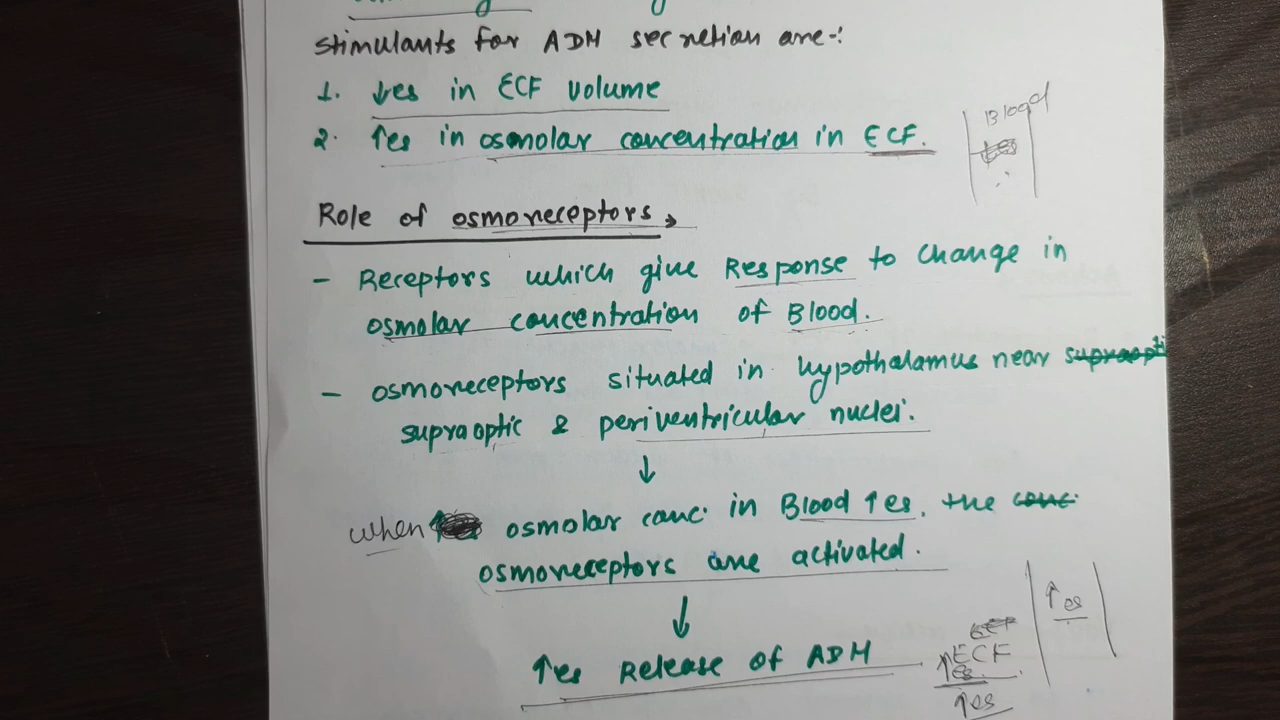 Stimulants for ADH secretion are-:
1. ↓es in ECF volume
2. ↑es in osmolar concentration in ECF.
Blood
Role of osmoreceptors →
- Receptors which give Response to change in
osmolar concentration of Blood.
- osmoreceptors situated in hypothalamus near supraopti
supraoptic & periventricular nuclei.
↓
when osmolar conc. in Blood ↑es, the conc.
osmoreceptors are activated.
↓
↑es Release of ADH
↑es
ECF
↑es
↑es